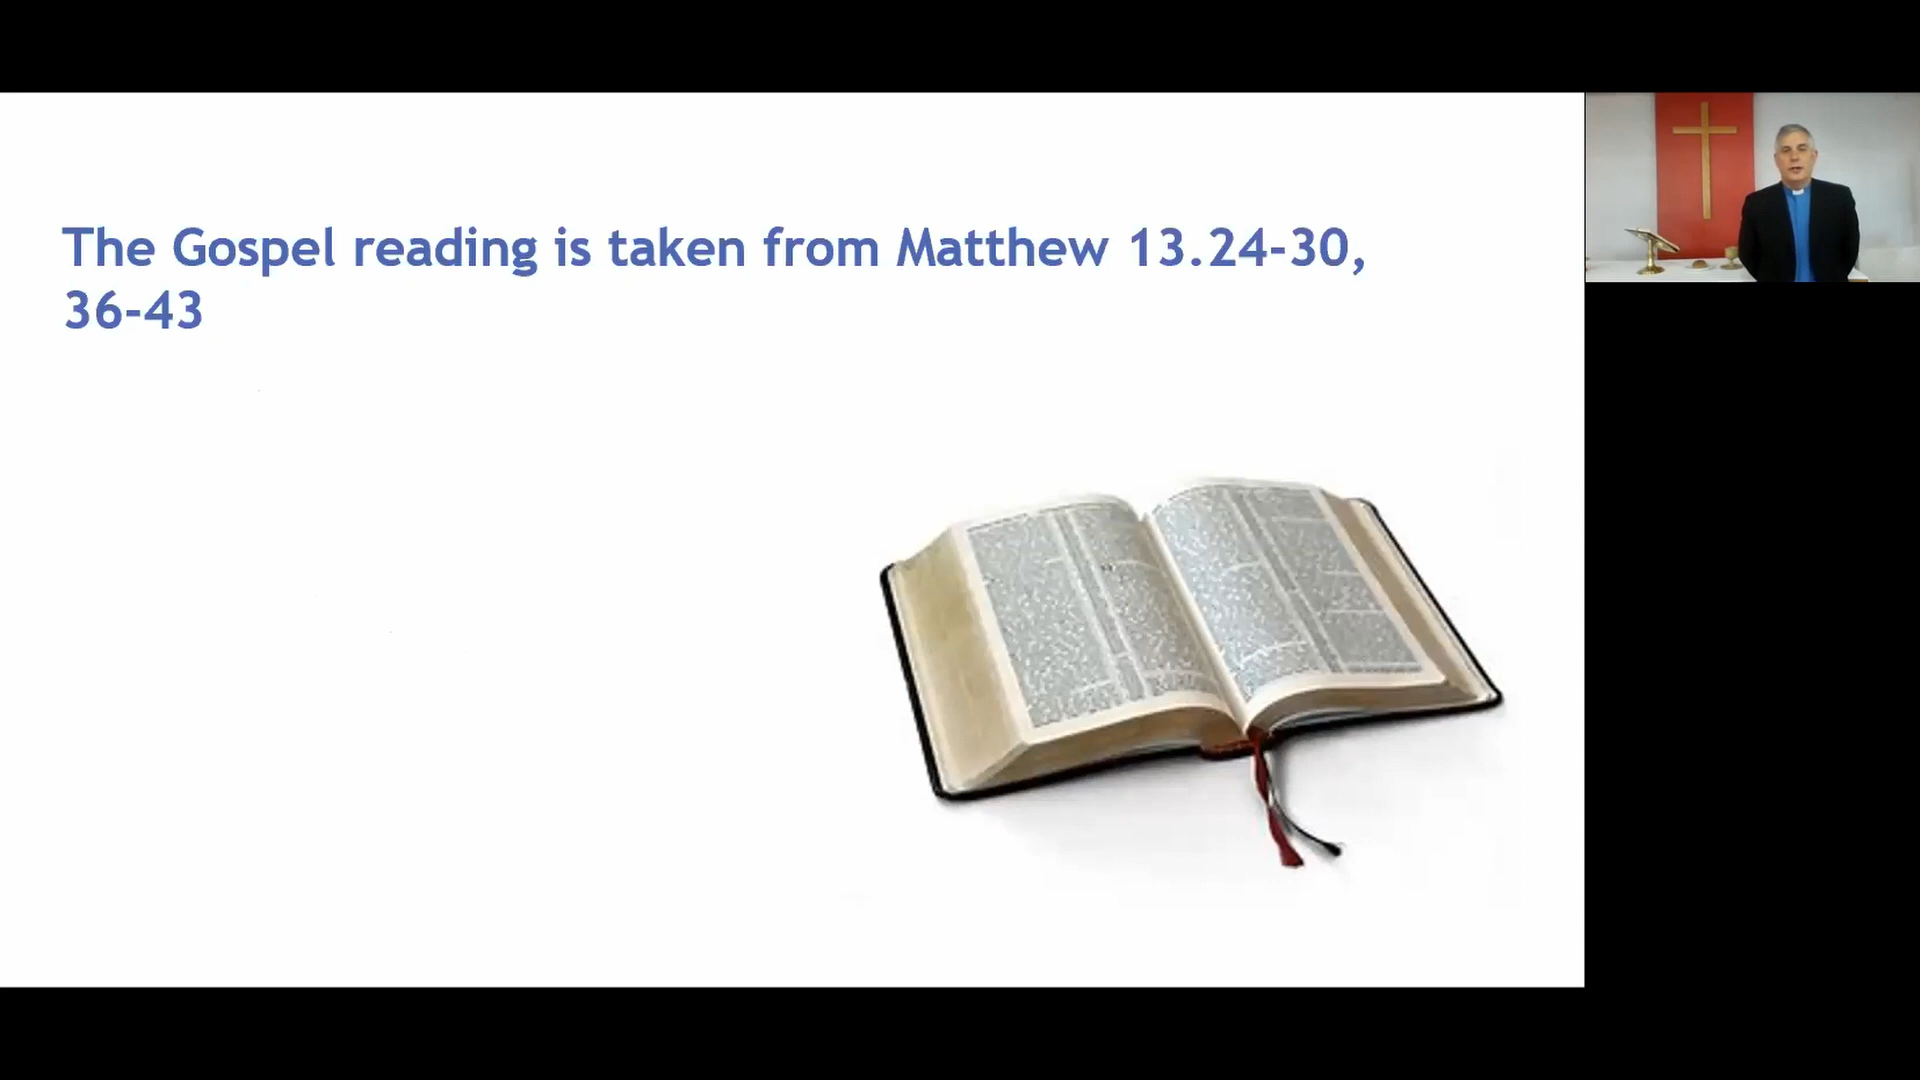 The Gospel reading is taken from Matthew 13.24-30,
36-43